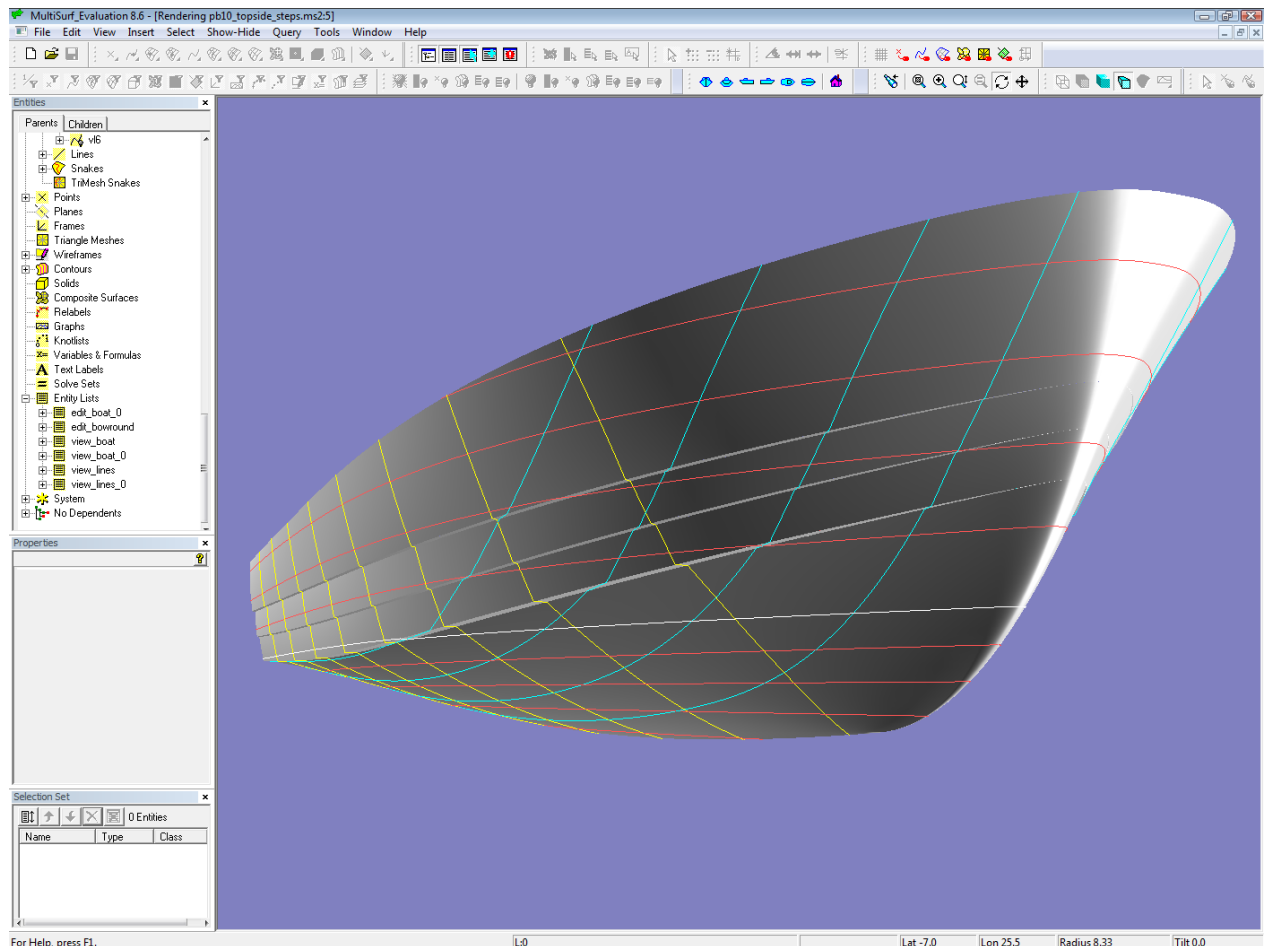 MultiSurf_Evaluation 8.6 - [Rendering pb10_topside_steps.ms2:5]
File Edit View Insert Select Show-Hide Query Tools Window Help
Entities
Parents Children
vl6
Lines
Snakes
TriMesh Snakes
Points
Planes
Frames
Triangle Meshes
Wireframes
Contours
Solids
Composite Surfaces
Relabels
Graphs
Knotlists
Variables & Formulas
Text Labels
Solve Sets
Entity Lists
edit_boat_0
edit_bowround
view_boat
view_boat_0
view_lines
view_lines_0
System
No Dependents
Properties
Selection Set
0 Entities
Name Type Class
For Help, press F1. L:0 Lat -7.0 Lon 25.5 Radius 8.33 Tilt 0.0